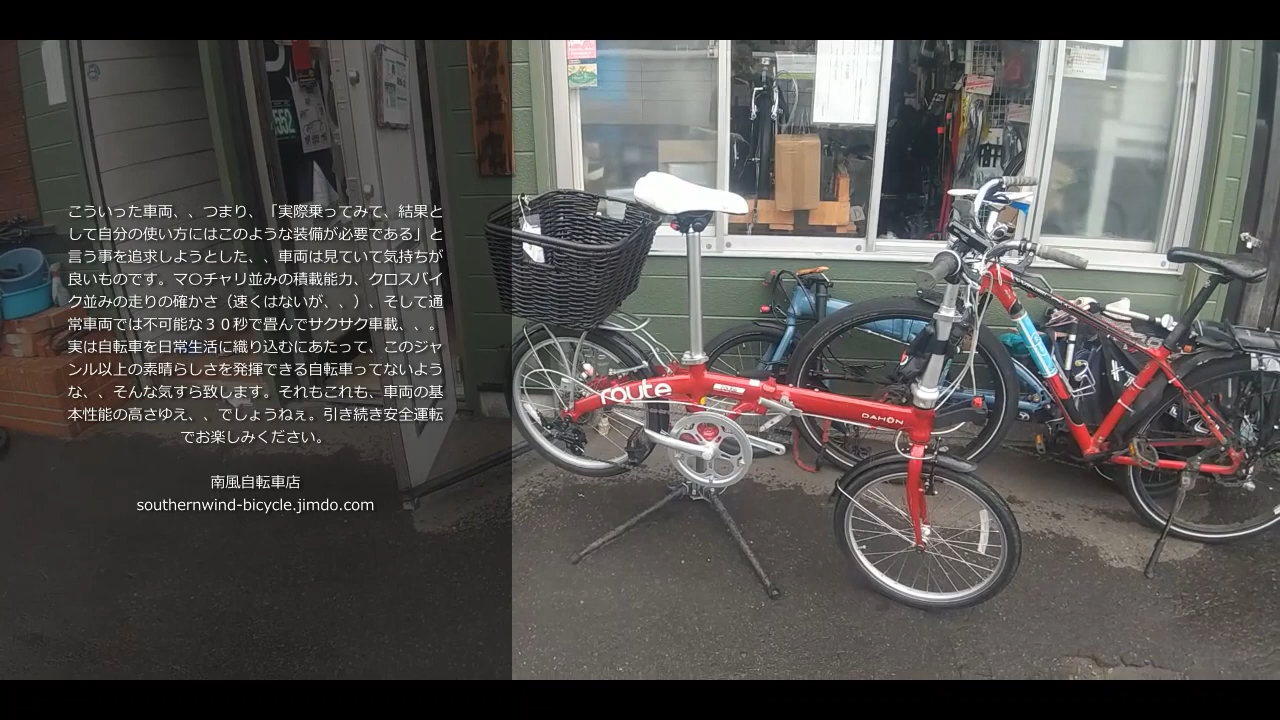 こういった車両、、つまり、「実際乗ってみて、結果と
して自分の使い方にはこのような装備が必要である」と
言う事を追求しようとした、、車両は見ていて気持ちが
良いものです。マ〇チャリ並みの積載能力、クロスバイ
ク並みの走りの確かさ（速くはないが、、）、そして通
常車両では不可能な３０秒で畳んでサクサク車載、、。
実は自転車を日常生活に織り込むにあたって、このジャ
ンル以上の素晴らしさを発揮できる自転車ってないよう
な、、そんな気すら致します。それもこれも、車両の基
本性能の高さゆえ、、でしょうねぇ。引き続き安全運転
でお楽しみください。
南風自転車店
southernwind-bicycle.jimdo.com
route
DAHON